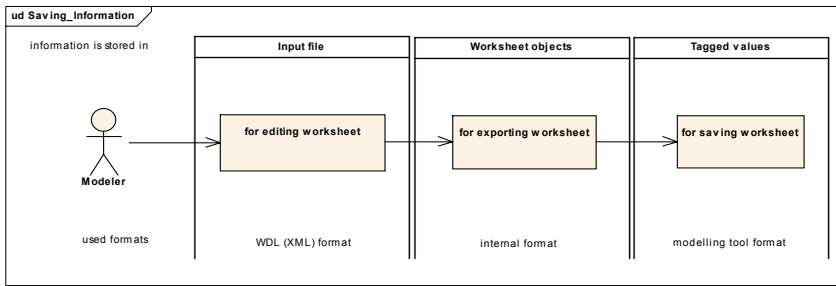 ud Saving_Information
information is stored in
Input file
Worksheet objects
Tagged values
for editing worksheet
for exporting worksheet
for saving worksheet
Modeler
used formats
WDL (XML) format
internal format
modelling tool format